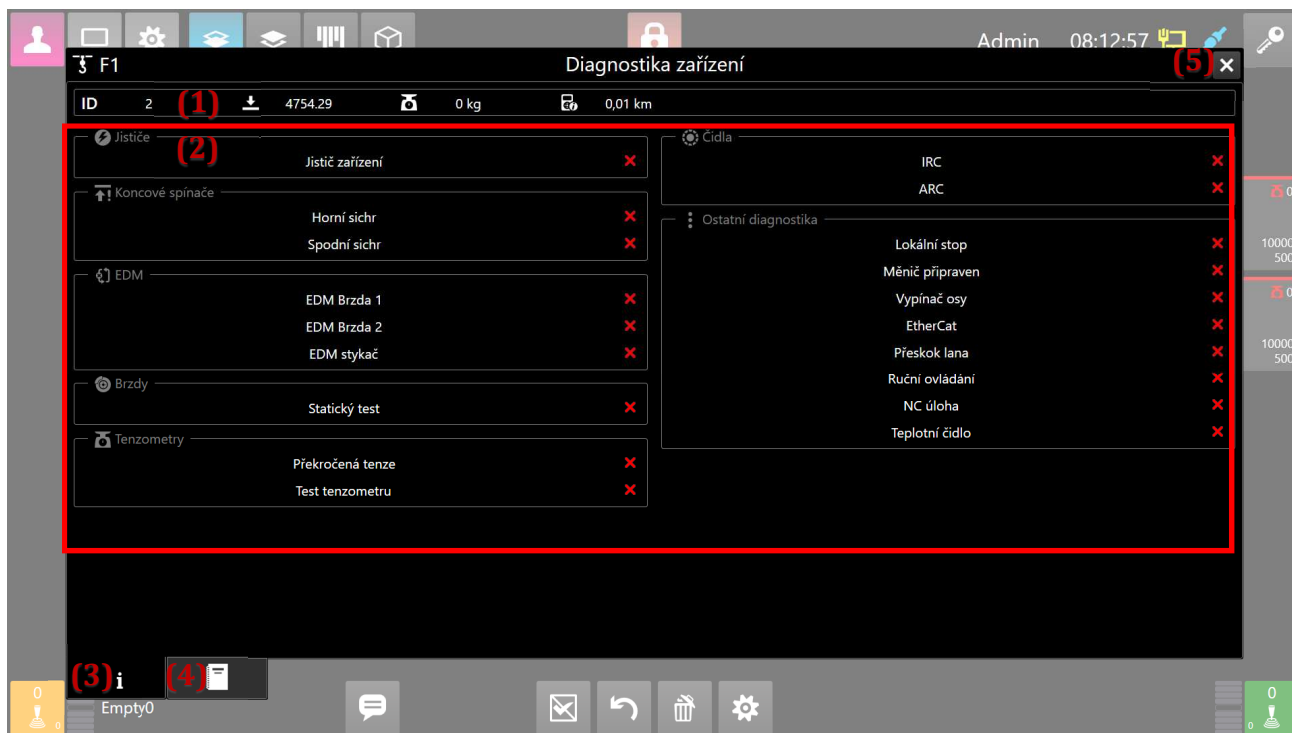 Admin 08:12:57
F1 Diagnostika zařízení (5)
ID 2 (1) 4754.29 0 kg 0,01 km
(2)
Jističe
Jistič zařízení
Koncové spínače
Horní sichr
Spodní sichr
EDM
EDM Brzda 1
EDM Brzda 2
EDM stykač
Brzdy
Statický test
Tenzometry
Překročená tenze
Test tenzometru
Čidla
IRC
ARC
Ostatní diagnostika
Lokální stop
Měnič připraven
Vypínač osy
EtherCat
Přeskok lana
Ruční ovládání
NC úloha
Teplotní čidlo
0
10000
500
0
10000
500
(3) i (4)
0
0
Empty0
0
0